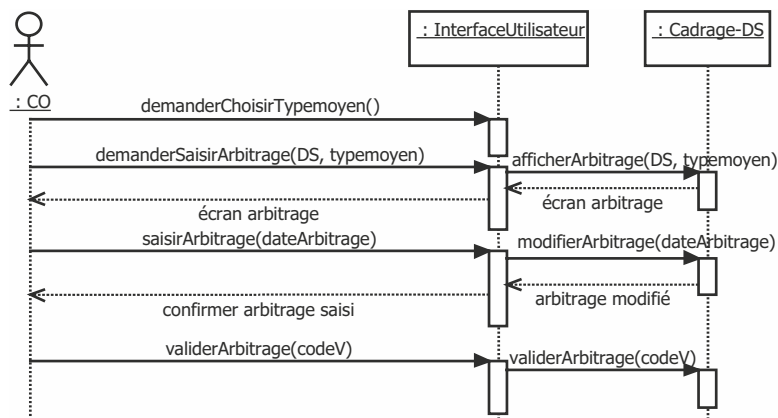 : InterfaceUtilisateur
: Cadrage-DS
: CO
demanderChoisirTypemoyen()
demanderSaisirArbitrage(DS, typemoyen)
afficherArbitrage(DS, typemoyen)
écran arbitrage
écran arbitrage
saisirArbitrage(dateArbitrage)
modifierArbitrage(dateArbitrage)
confirmer arbitrage saisi
arbitrage modifié
validerArbitrage(codeV)
validerArbitrage(codeV)